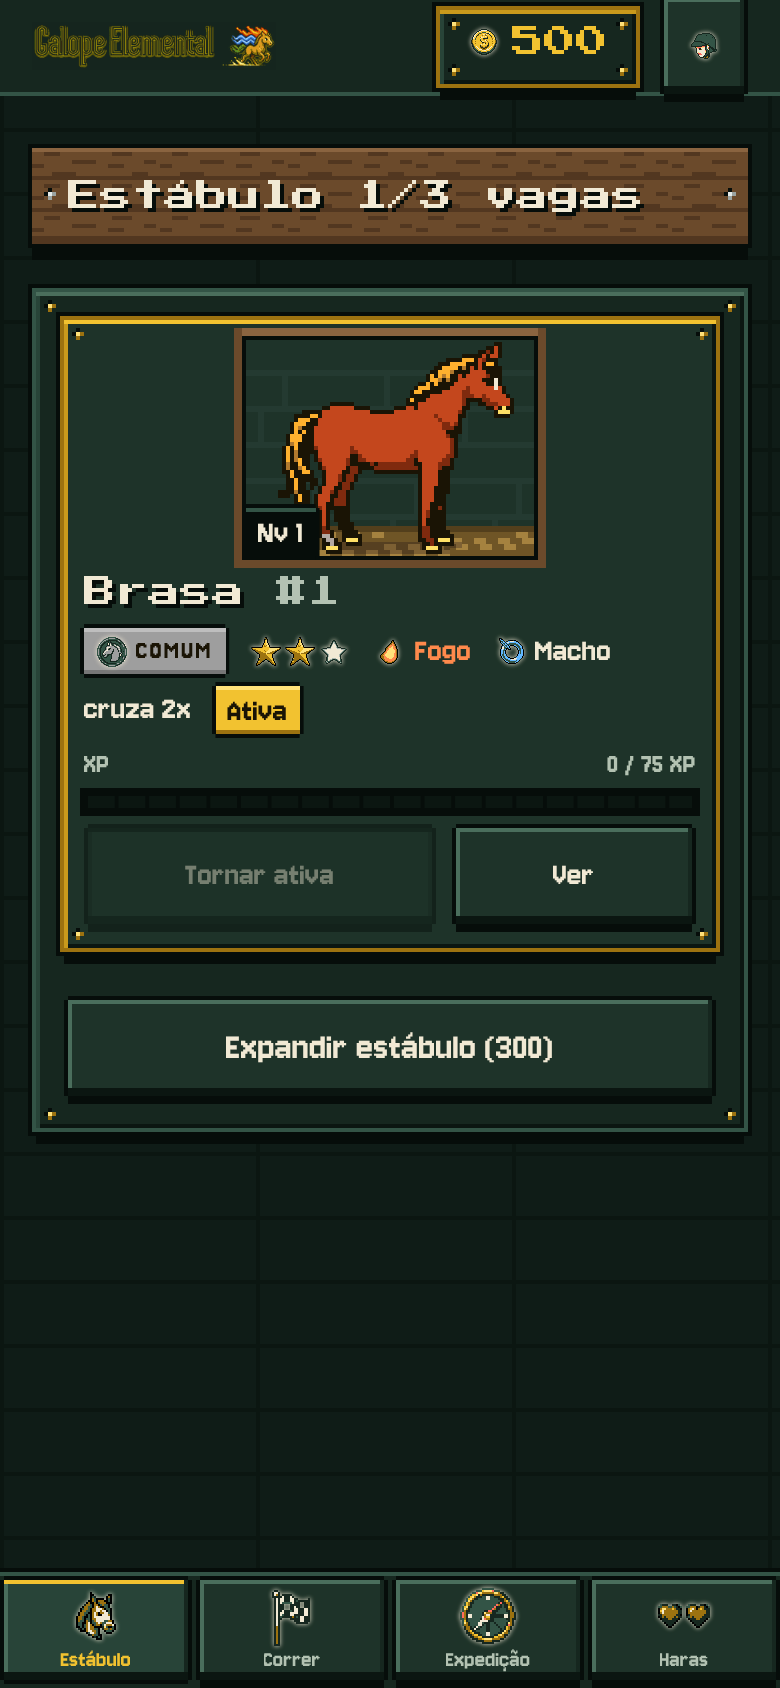 Galope Elemental
500
Estábulo 1/3 vagas
Nv 1
Brasa #1
COMUM Fogo Macho
cruza 2x Ativa
XP 0 / 75 XP
Tornar ativa Ver
Expandir estábulo (300)
Estábulo Correr Expedição Haras